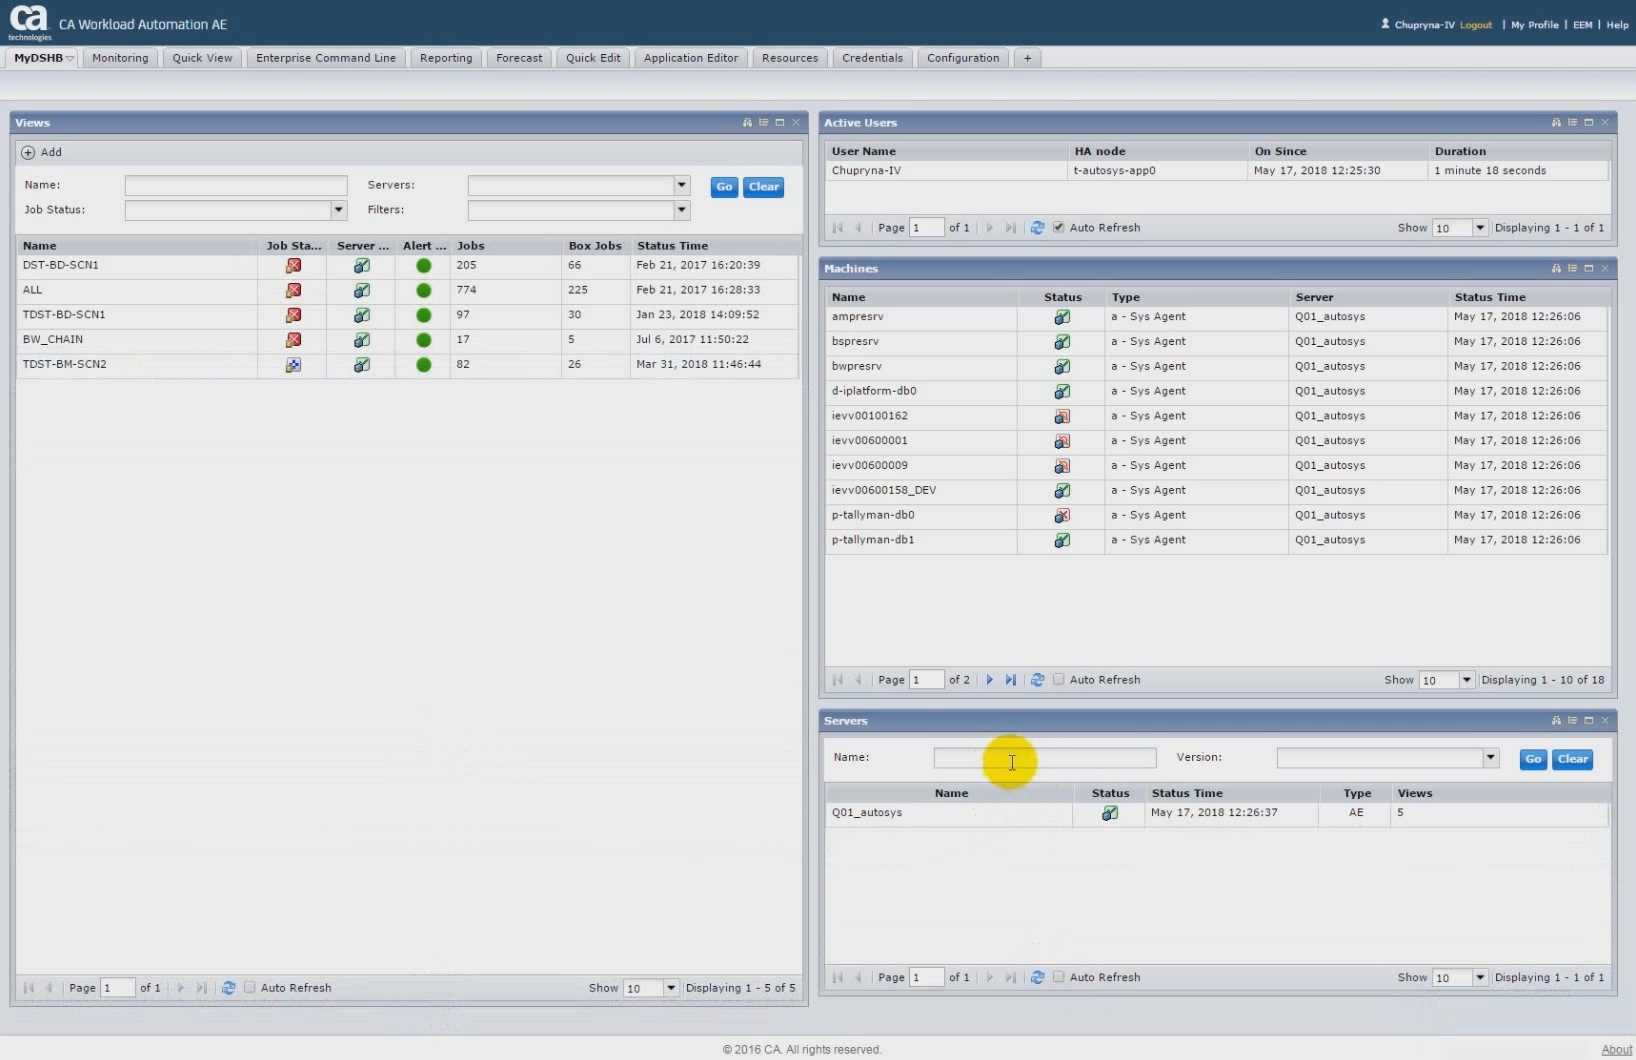 ca technologies CA Workload Automation AE Chupryna-IV Logout | My Profile | EEM | Help
MyDSHB Monitoring Quick View Enterprise Command Line Reporting Forecast Quick Edit Application Editor Resources Credentials Configuration +
Views
Add
Name: Servers: Go Clear
Job Status: Filters:
Name Job Sta... Server ... Alert ... Jobs Box Jobs Status Time
DST-BD-SCN1 205 66 Feb 21, 2017 16:20:39
ALL 774 225 Feb 21, 2017 16:28:33
TDST-BD-SCN1 97 30 Jan 23, 2018 14:09:52
BW_CHAIN 17 5 Jul 6, 2017 11:50:22
TDST-BM-SCN2 82 26 Mar 31, 2018 11:46:44
Page 1 of 1 Auto Refresh Show 10 Displaying 1 - 5 of 5
Active Users
User Name HA node On Since Duration
Chupryna-IV t-autosys-app0 May 17, 2018 12:25:30 1 minute 18 seconds
Page 1 of 1 Auto Refresh Show 10 Displaying 1 - 1 of 1
Machines
Name Status Type Server Status Time
ampresrv a - Sys Agent Q01_autosys May 17, 2018 12:26:06
bspresrv a - Sys Agent Q01_autosys May 17, 2018 12:26:06
bwpresrv a - Sys Agent Q01_autosys May 17, 2018 12:26:06
d-iplatform-db0 a - Sys Agent Q01_autosys May 17, 2018 12:26:06
ievv00100162 a - Sys Agent Q01_autosys May 17, 2018 12:26:06
ievv00600001 a - Sys Agent Q01_autosys May 17, 2018 12:26:06
ievv00600009 a - Sys Agent Q01_autosys May 17, 2018 12:26:06
ievv00600158_DEV a - Sys Agent Q01_autosys May 17, 2018 12:26:06
p-tallyman-db0 a - Sys Agent Q01_autosys May 17, 2018 12:26:06
p-tallyman-db1 a - Sys Agent Q01_autosys May 17, 2018 12:26:06
Page 1 of 2 Auto Refresh Show 10 Displaying 1 - 10 of 18
Servers
Name: Version: Go Clear
Name Status Status Time Type Views
Q01_autosys May 17, 2018 12:26:37 AE 5
Page 1 of 1 Auto Refresh Show 10 Displaying 1 - 1 of 1
© 2016 CA. All rights reserved. About